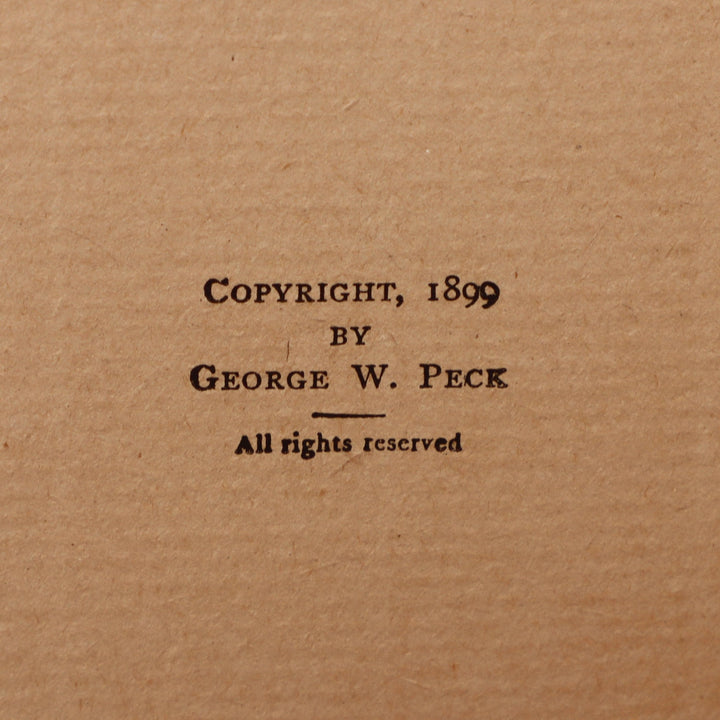 COPYRIGHT, 1899
BY
GEORGE W. PECK
All rights reserved